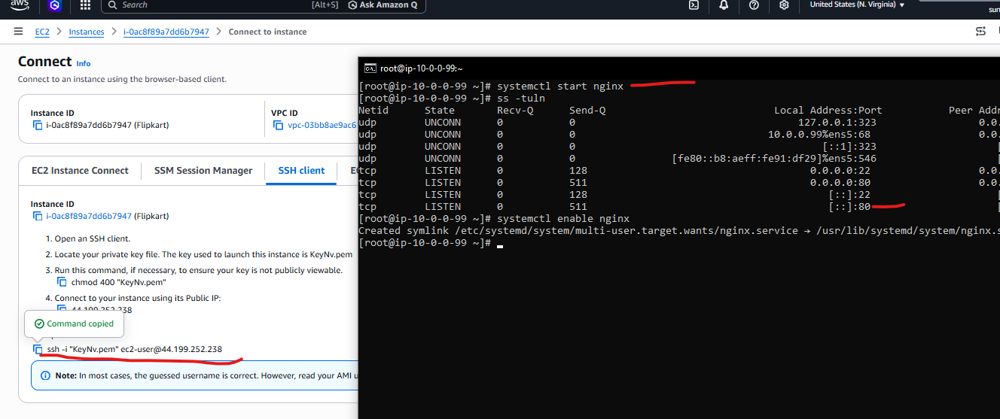 aws
Search
[Alt+S]
Ask Amazon Q
United States (N. Virginia)
EC2
Instances
i-0ac8f89a7dd6b7947
Connect to instance
Connect Info
Connect to an instance using the browser-based client.
Instance ID
i-0ac8f89a7dd6b7947 (Flipkart)
VPC ID
EC2 Instance Connect
SSM Session Manager
SSH client
Instance ID
i-0ac8f89a7dd6b7947 (Flipkart)
1. Open an SSH client.
2. Locate your private key file. The key used to launch this instance is KeyNv.pem
3. Run this command, if necessary, to ensure your key is not publicly viewable.
chmod 400 "KeyNv.pem"
4. Connect to your instance using its Public IP:
44.199.252.238
Command copied
ssh -i "KeyNv.pem" ec2-user@44.199.252.238
Note: In most cases, the guessed username is correct. However, read your AMI
root@ip-10-0-0-99:~
[root@ip-10-0-0-99 ~]# systemctl start nginx
[root@ip-10-0-0-99 ~]# ss -tuln
Netid State Recv-Q Send-Q Local Address:Port Peer
udp UNCONN 0 0 127.0.0.1:323
udp UNCONN 0 0 10.0.0.99%ens5:68
udp UNCONN 0 0 [::1]:323
udp UNCONN 0 0 [fe80::b8:aeff:fe91:df29]%ens5:546
tcp LISTEN 0 128 0.0.0.0:22
tcp LISTEN 0 511 0.0.0.0:80
tcp LISTEN 0 128 [::]:22
tcp LISTEN 0 511 [::]:80
[root@ip-10-0-0-99 ~]# systemctl enable nginx
Created symlink /etc/systemd/system/multi-user.target.wants/nginx.service → /usr/lib/systemd/system/nginx.s
[root@ip-10-0-0-99 ~]#